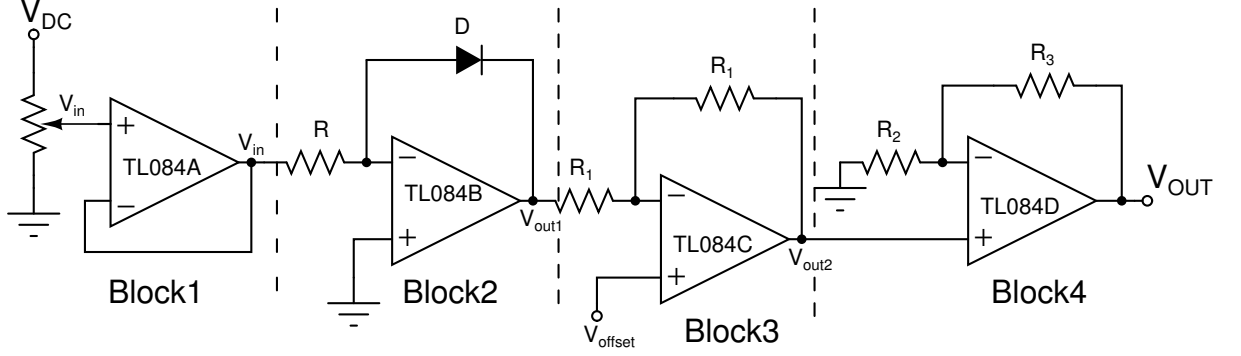 V_DC
V_in
+
−
TL084A
V_in
Block1
R
D
−
+
TL084B
V_out1
Block2
R_1
R_1
−
+
TL084C
V_offset
V_out2
Block3
R_2
R_3
−
+
TL084D
V_OUT
Block4